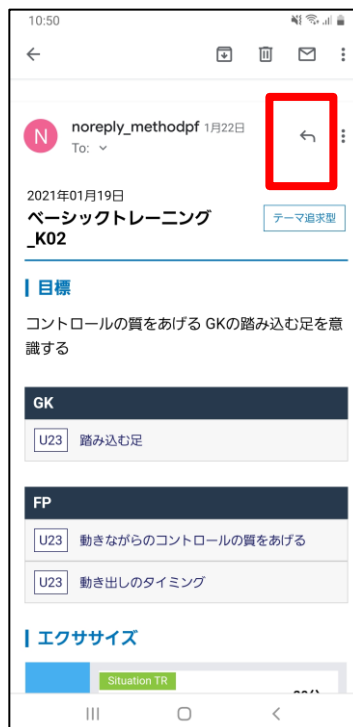 10:50
N
noreply_methodpf 1月22日
To:
2021年01月19日
ベーシックトレーニング
_K02
テーマ追求型
目標
コントロールの質をあげる GKの踏み込む足を意
識する
GK
U23 踏み込む足
FP
U23 動きながらのコントロールの質をあげる
U23 動き出しのタイミング
エクササイズ
Situation TR